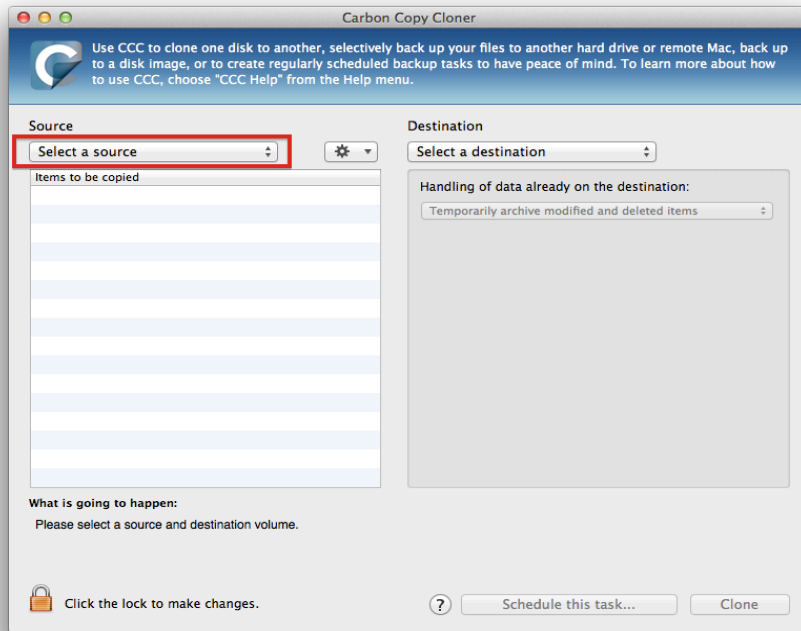 Carbon Copy Cloner
Use CCC to clone one disk to another, selectively back up your files to another hard drive or remote Mac, back up
to a disk image, or to create regularly scheduled backup tasks to have peace of mind. To learn more about how
to use CCC, choose "CCC Help" from the Help menu.
Source
Select a source
Items to be copied
Destination
Select a destination
Handling of data already on the destination:
Temporarily archive modified and deleted items
What is going to happen:
Please select a source and destination volume.
Click the lock to make changes.
?
Schedule this task...
Clone